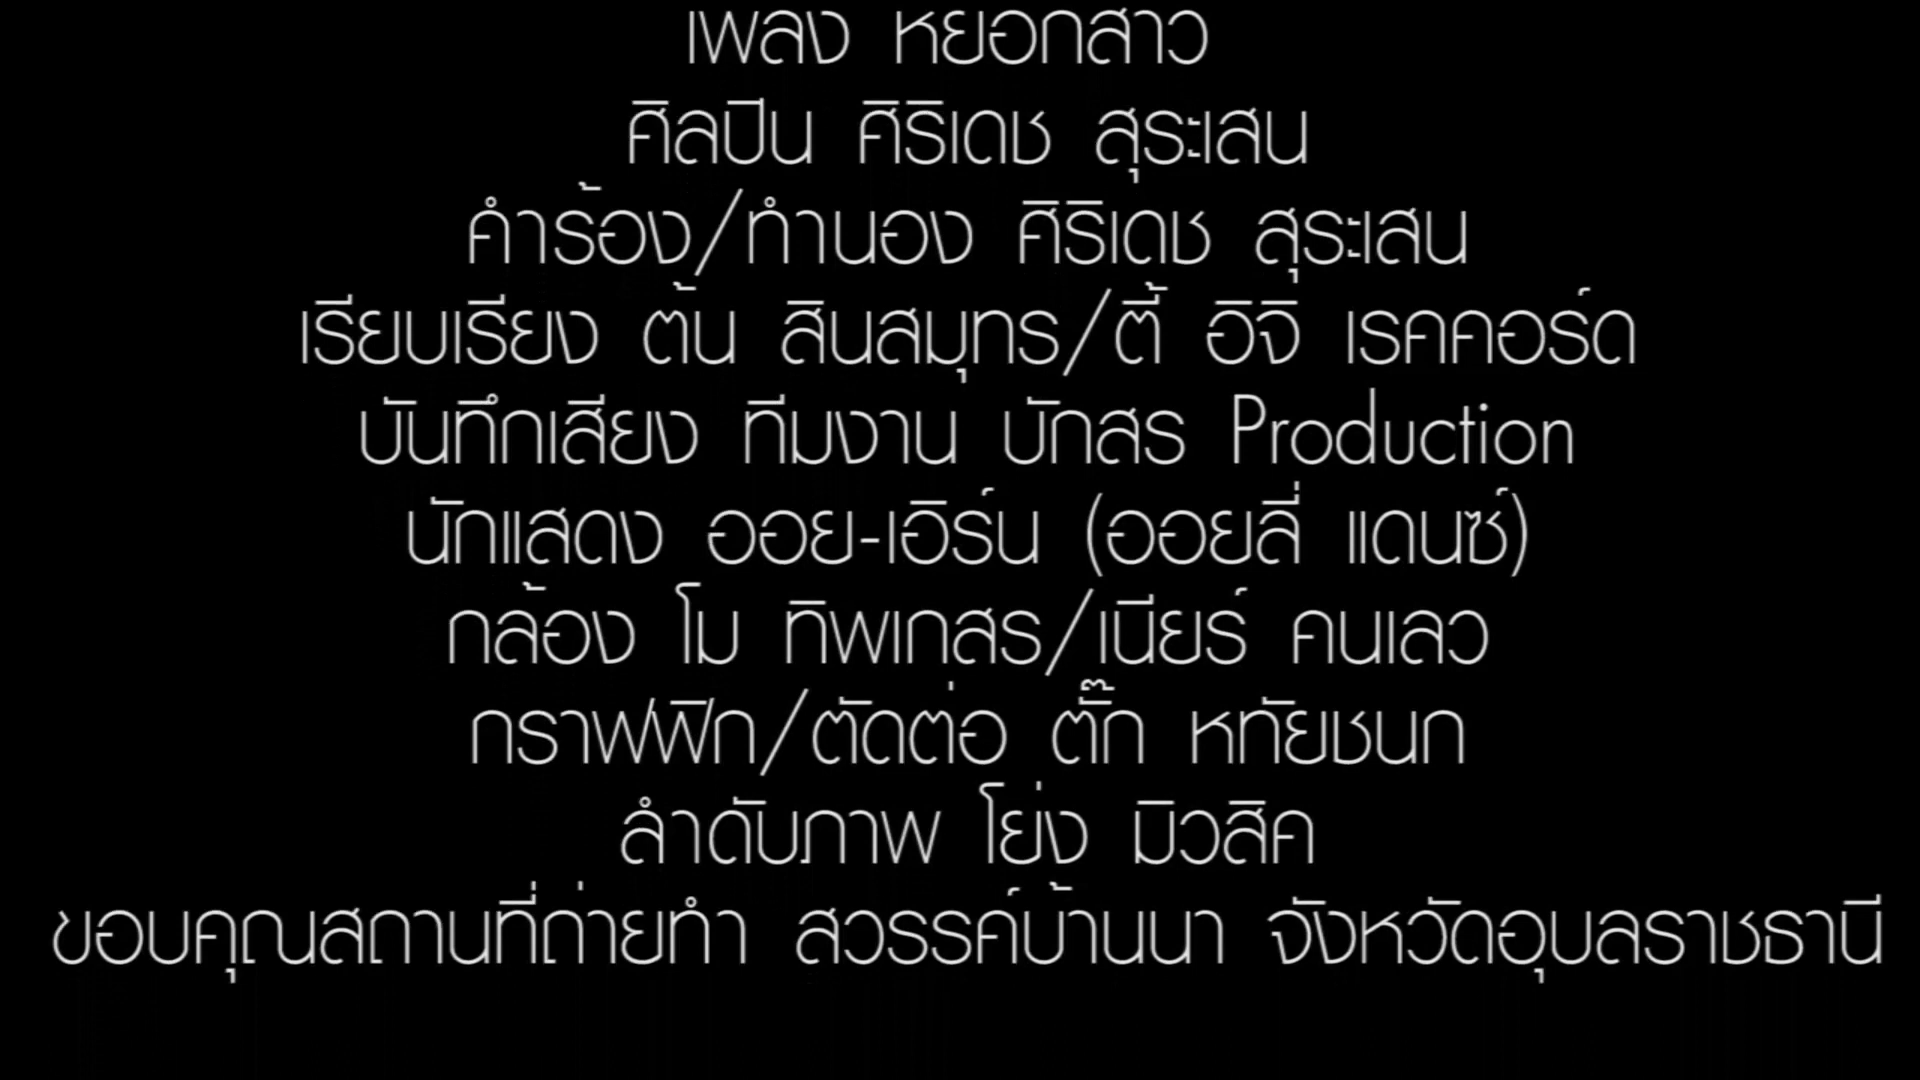 เพลง หยอกสาว
ศิลปิน ศิริเดช สุระเสน
คำร้อง/ทำนอง ศิริเดช สุระเสน
เรียบเรียง ต้น สินสมุทร/ตี้ อิจิ เรคคอร์ด
บันทึกเสียง ทีมงาน บักสร Production
นักแสดง ออย-เอิร์น (ออยลี่ แดนซ์)
กล้อง โม ทิพเกสร/เนียร์ คนเลว
กราฟฟิก/ตัดต่อ ตั๊ก หทัยชนก
ลำดับภาพ โย่ง มิวสิค
ขอบคุณสถานที่ถ่ายทำ สวรรค์บ้านนา จังหวัดอุบลราชธานี